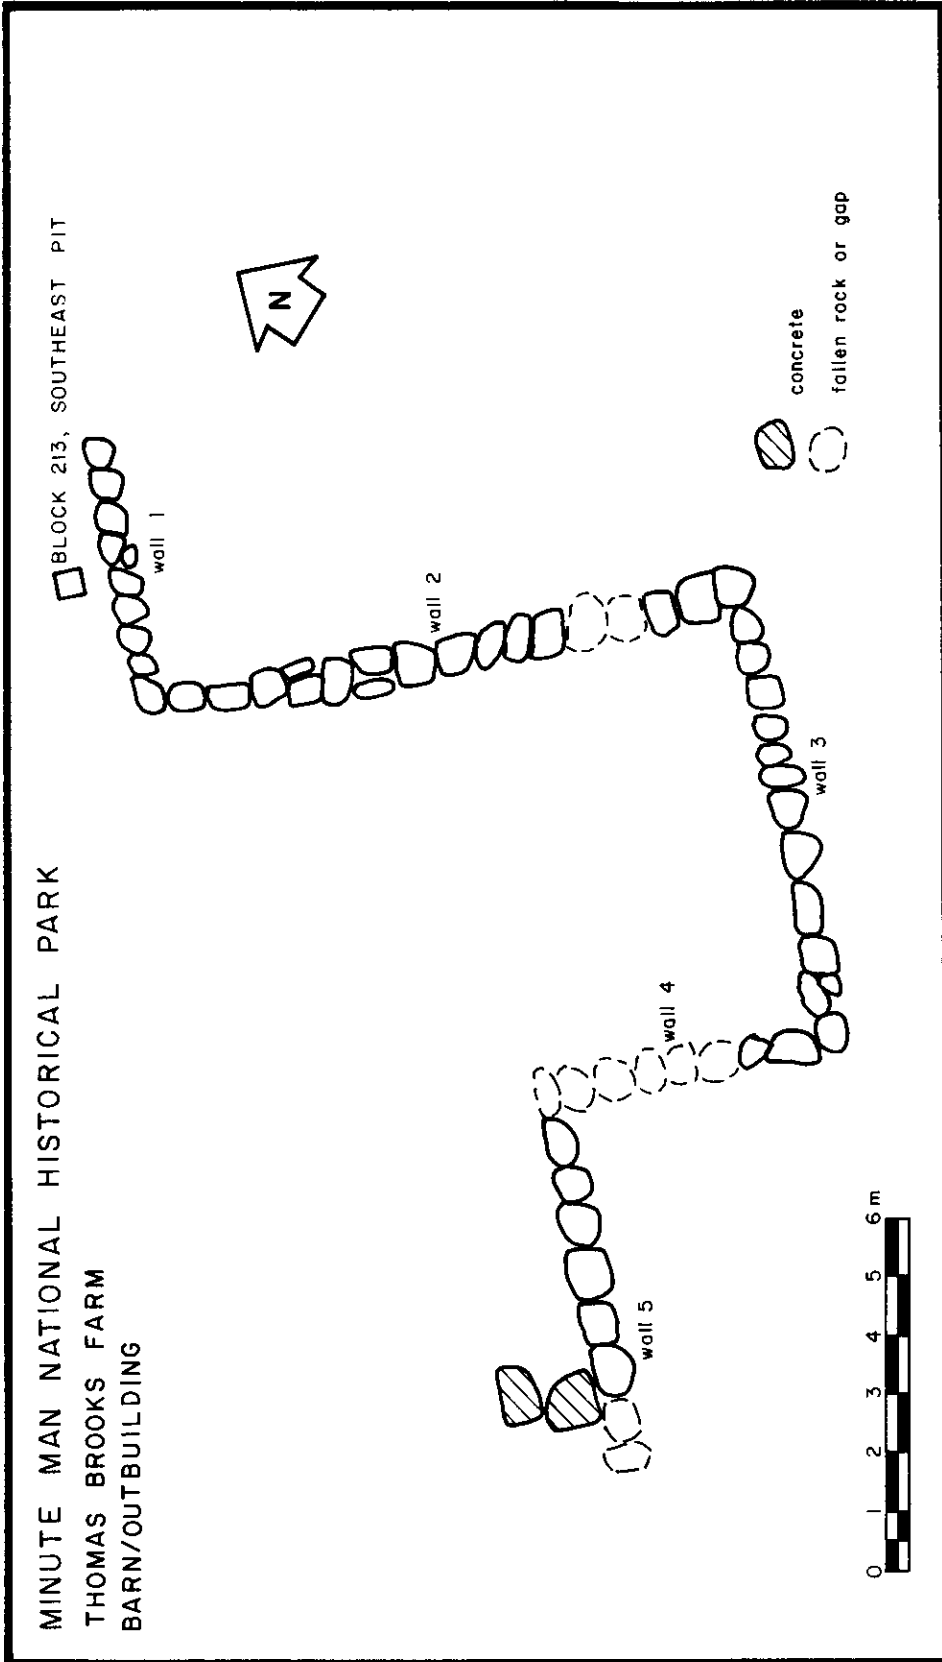 MINUTE MAN NATIONAL HISTORICAL PARK
THOMAS BROOKS FARM
BARN/OUTBUILDING
BLOCK 213, SOUTHEAST PIT
wall 1
N
wall 2
wall 3
wall 4
wall 5
concrete
fallen rock or gap
0 1 2 3 4 5 6 m